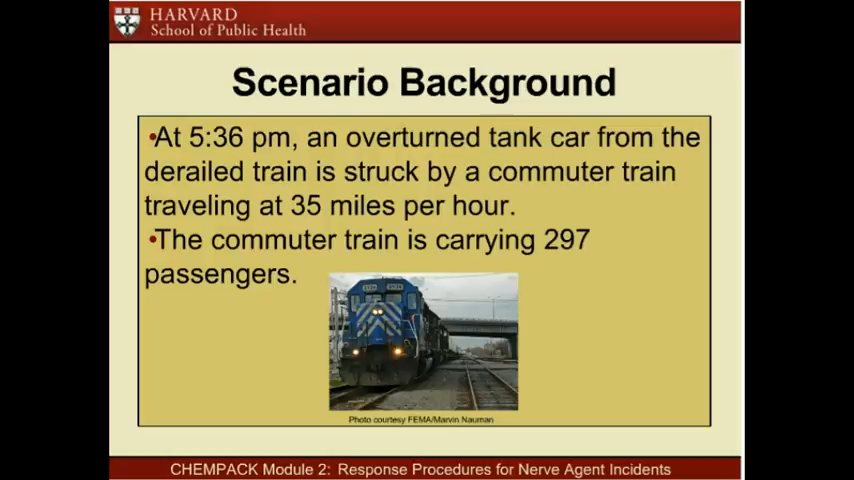 HARVARD
School of Public Health
Scenario Background
•At 5:36 pm, an overturned tank car from the
derailed train is struck by a commuter train
traveling at 35 miles per hour.
•The commuter train is carrying 297
passengers.
Photo courtesy FEMA/Marvin Nauman
CHEMPACK Module 2: Response Procedures for Nerve Agent Incidents